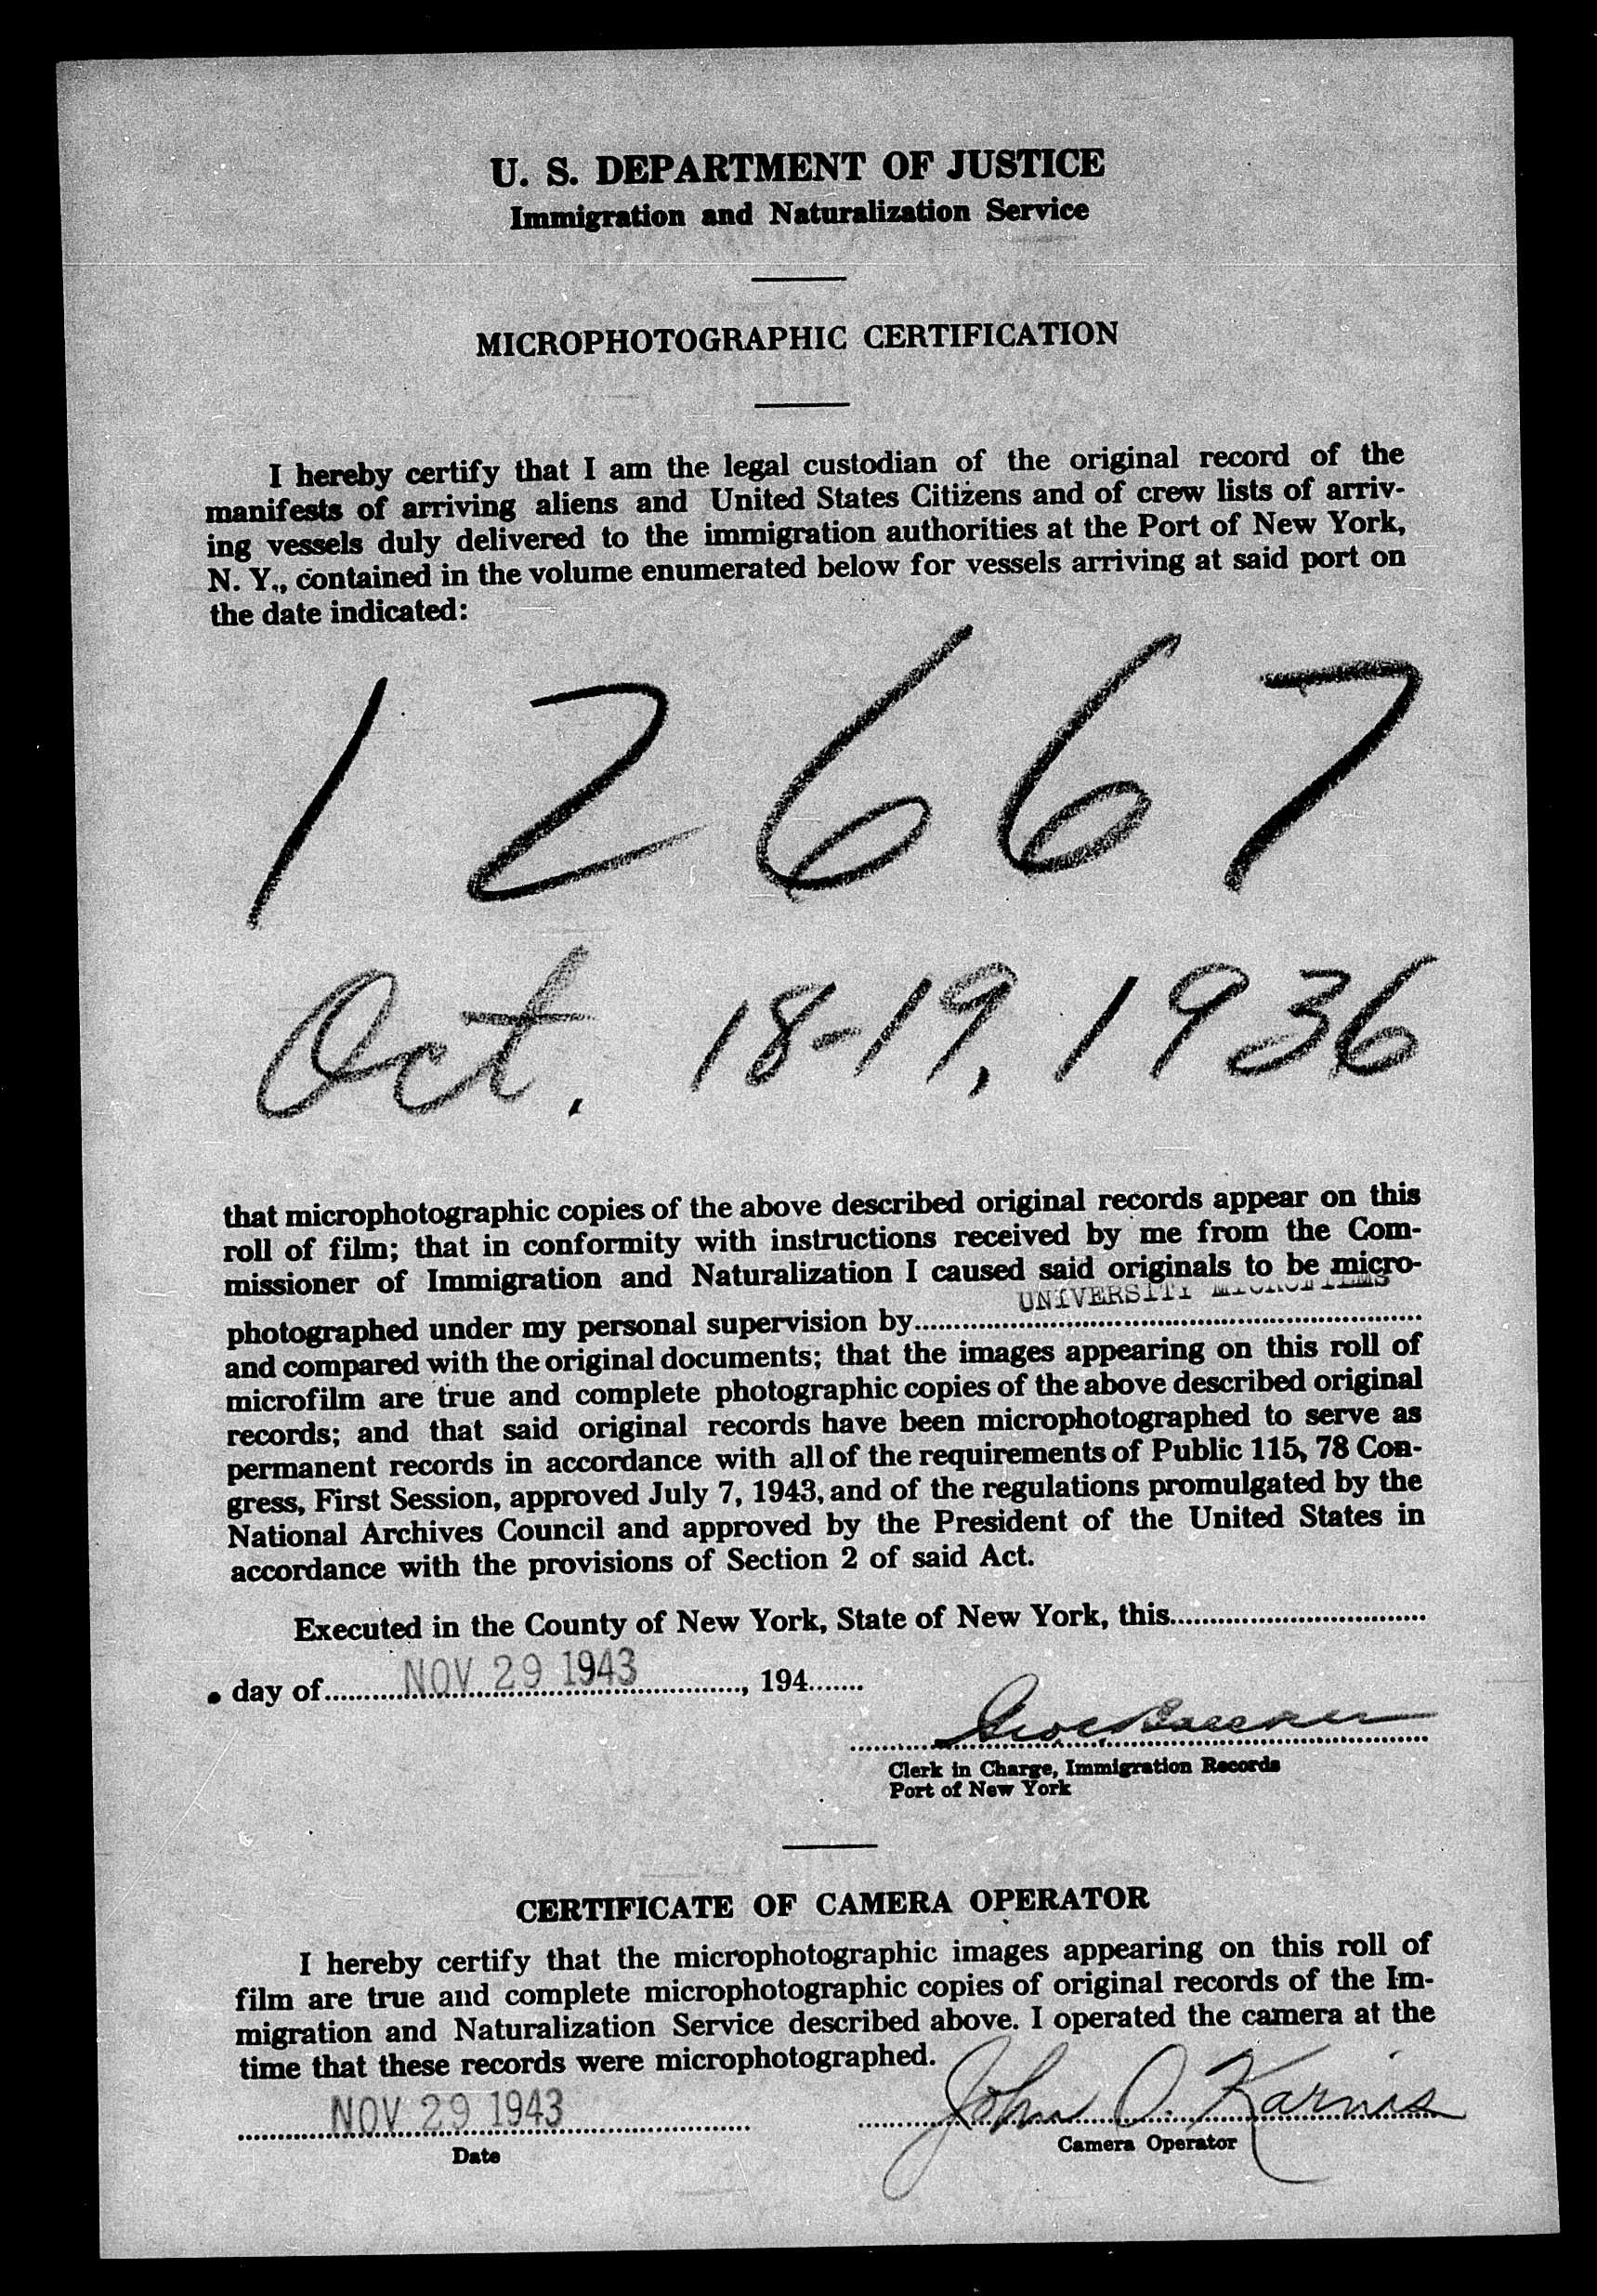 U. S. DEPARTMENT OF JUSTICE
Immigration and Naturalization Service
MICROPHOTOGRAPHIC CERTIFICATION
I hereby certify that I am the legal custodian of the original record of the
manifests of arriving aliens and United States Citizens and of crew lists of arriv-
ing vessels duly delivered to the immigration authorities at the Port of New York,
N. Y., contained in the volume enumerated below for vessels arriving at said port on
the date indicated:
12667
Oct. 18-19, 1936
that microphotographic copies of the above described original records appear on this
roll of film; that in conformity with instructions received by me from the Com-
missioner of Immigration and Naturalization I caused said originals to be micro-
UNIVERSITY MICROFILMS
photographed under my personal supervision by
and compared with the original documents; that the images appearing on this roll of
microfilm are true and complete photographic copies of the above described original
records; and that said original records have been microphotographed to serve as
permanent records in accordance with all of the requirements of Public 115, 78 Con-
gress, First Session, approved July 7, 1943, and of the regulations promulgated by the
National Archives Council and approved by the President of the United States in
accordance with the provisions of Section 2 of said Act.
Executed in the County of New York, State of New York, this
day of NOV 29 1943, 194
Clerk in Charge, Immigration Records
Port of New York
CERTIFICATE OF CAMERA OPERATOR
I hereby certify that the microphotographic images appearing on this roll of
film are true and complete microphotographic copies of original records of the Im-
migration and Naturalization Service described above. I operated the camera at the
time that these records were microphotographed.
NOV 29 1943 John O. Karnis
Date Camera Operator